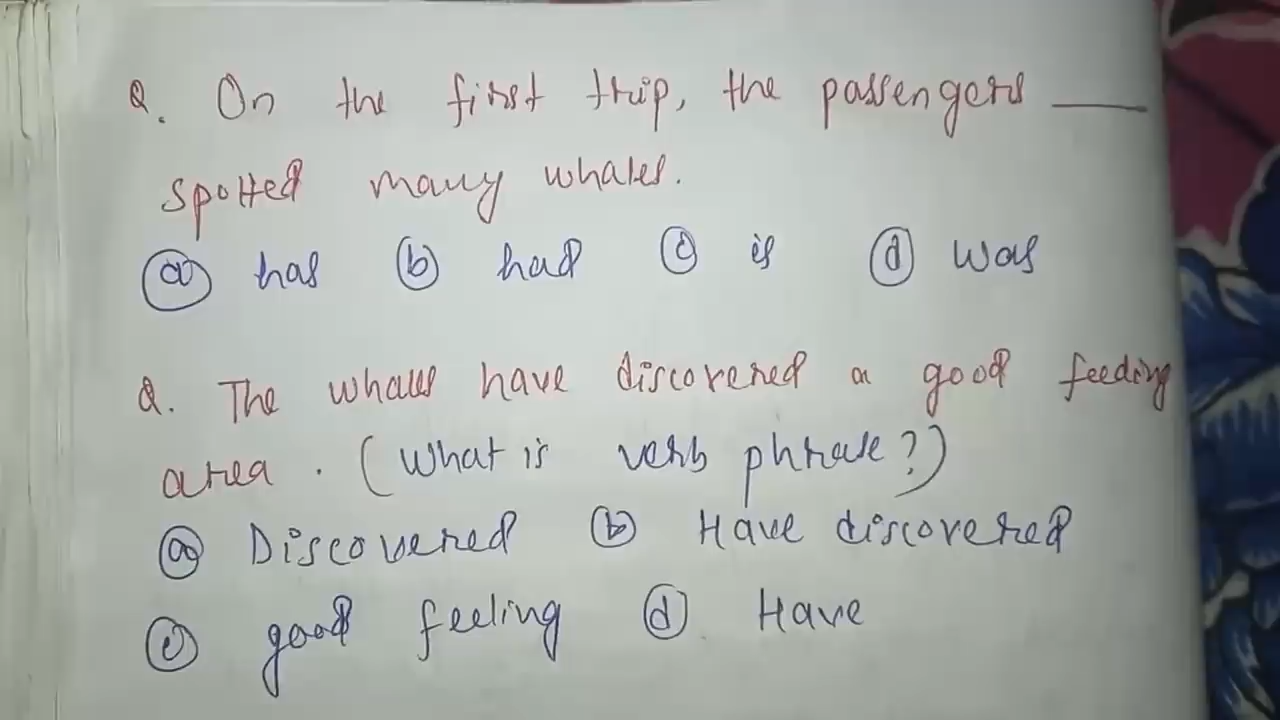 Q. On the first trip, the passengers ____
spotted many whales.
(a) has (b) had (c) is (d) was
Q. The whales have discovered a good feeding
area. (What is verb phrase?)
(a) Discovered (b) Have discovered
(c) good feeling (d) Have